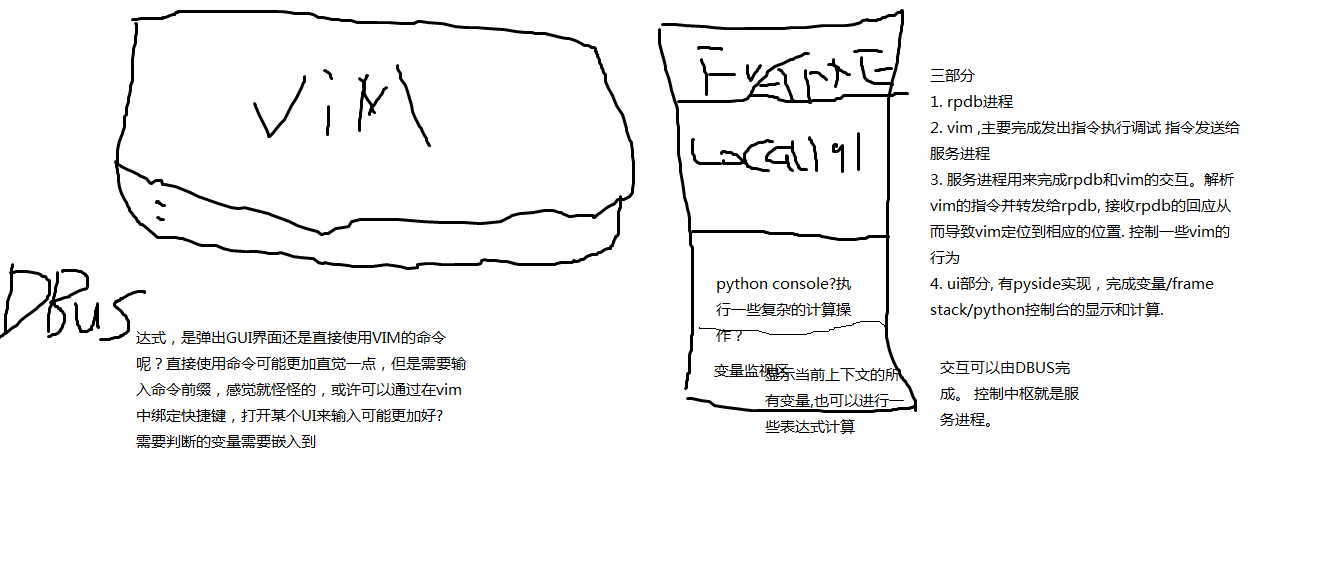 ViM
三部分
1. rpdb进程
2. vim ,主要完成发出指令执行调试 指令发送给
服务进程
3. 服务进程用来完成rpdb和vim的交互。解析
vim的指令并转发给rpdb, 接收rpdb的回应从
而导致vim定位到相应的位置. 控制一些vim的
行为
4. ui部分, 有pyside实现，完成变量/frame
stack/python控制台的显示和计算.
DBus
python console?执
行一些复杂的计算操
作？
变量监视区
显示当前上下文的所
有变量,也可以进行一
些表达式计算
交互可以由DBUS完
成。 控制中枢就是服
务进程。
达式，是弹出GUI界面还是直接使用VIM的命令
呢？直接使用命令可能更加直觉一点，但是需要输
入命令前缀，感觉就怪怪的，或许可以通过在vim
中绑定快捷键，打开某个UI来输入可能更加好?
需要判断的变量需要嵌入到